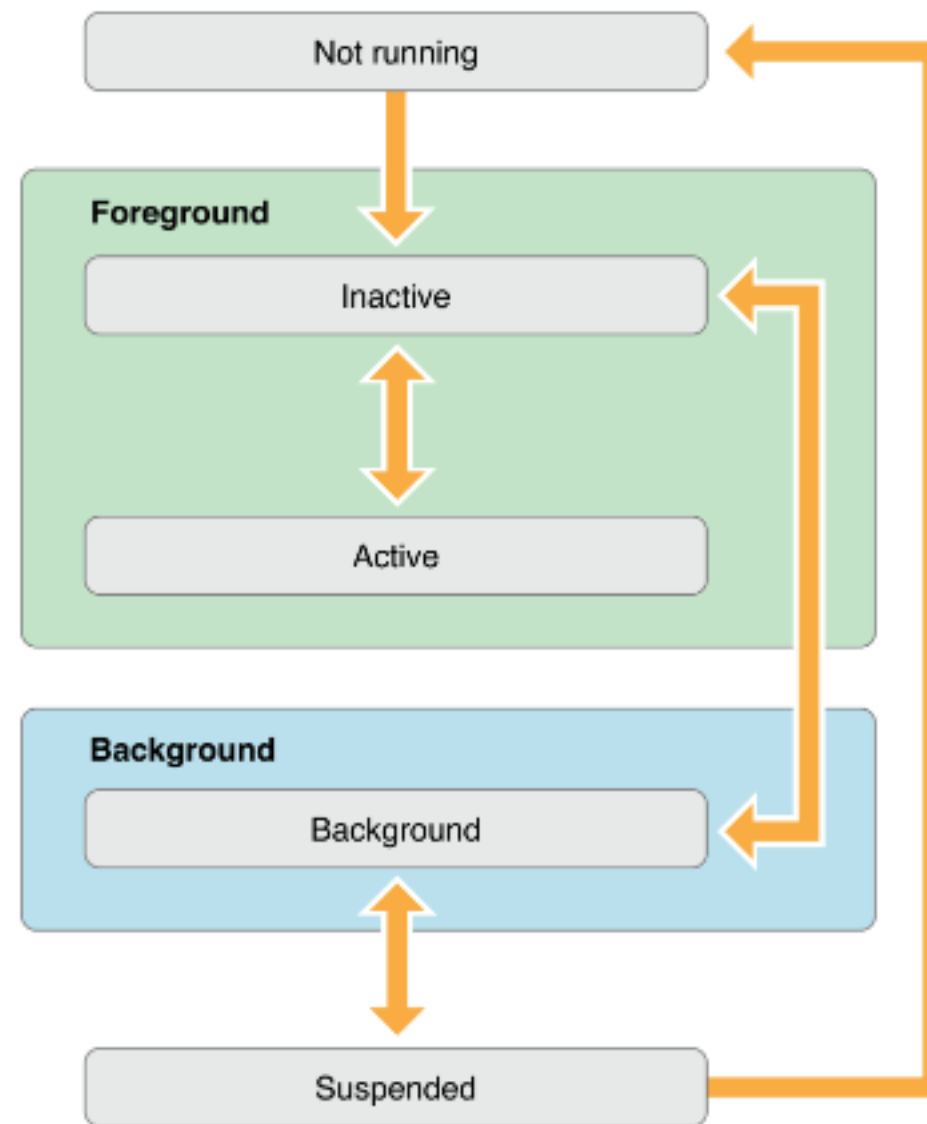 Not running
Foreground
Inactive
Active
Background
Background
Suspended